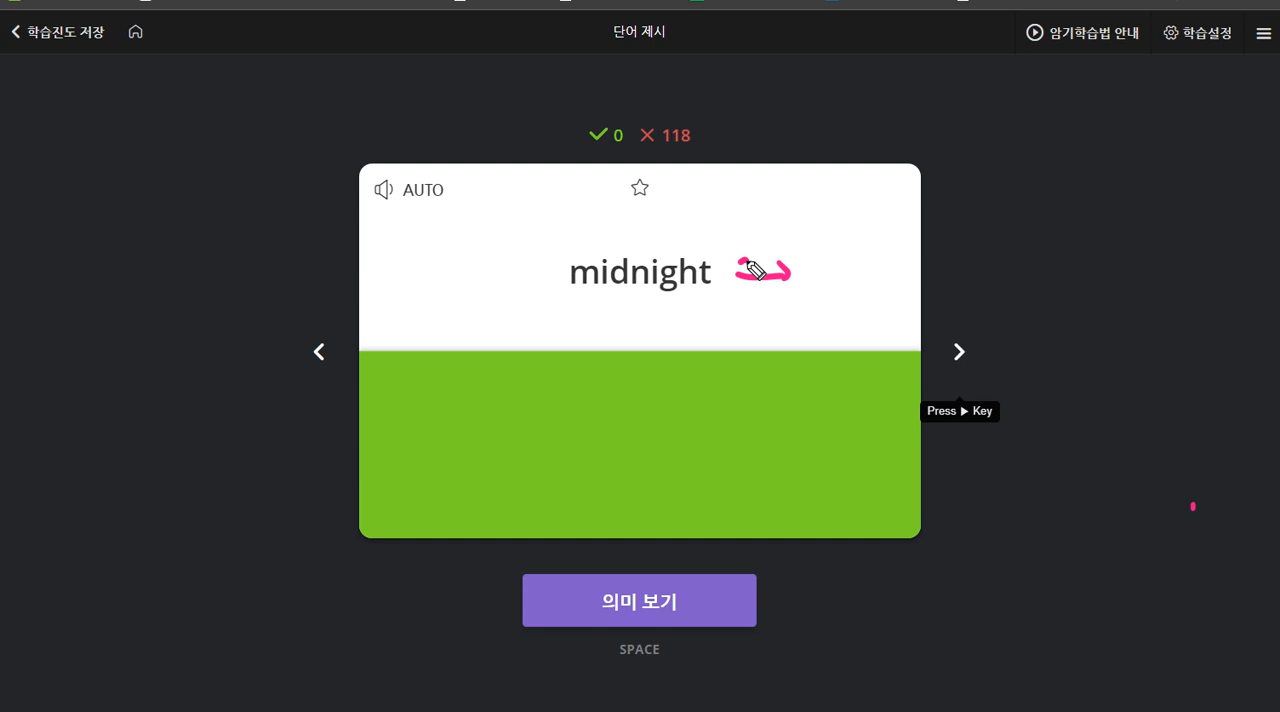 학습진도 저장
단어 제시
암기학습법 안내
학습설정
0
118
AUTO
midnight
Press ▶ Key
의미 보기
SPACE